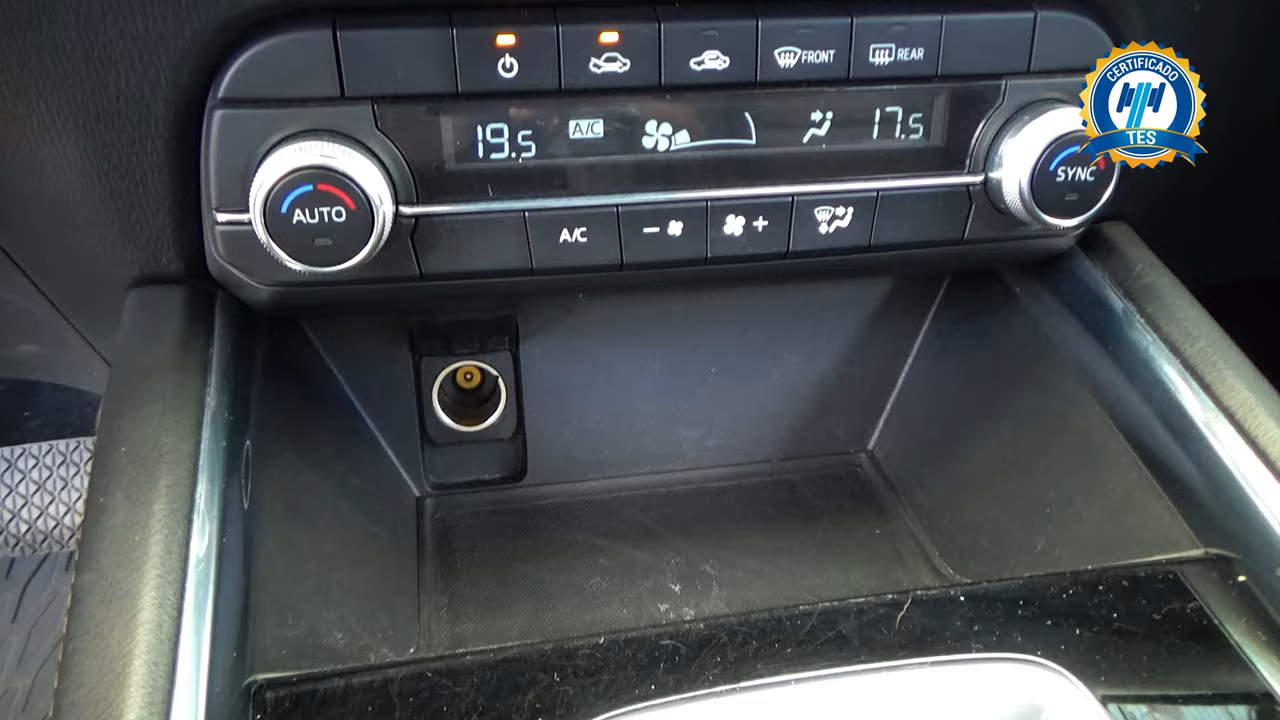 FRONT
REAR
CERTIFICADO
TES
19.5
A/C
17.5
AUTO
SYNC
A/C